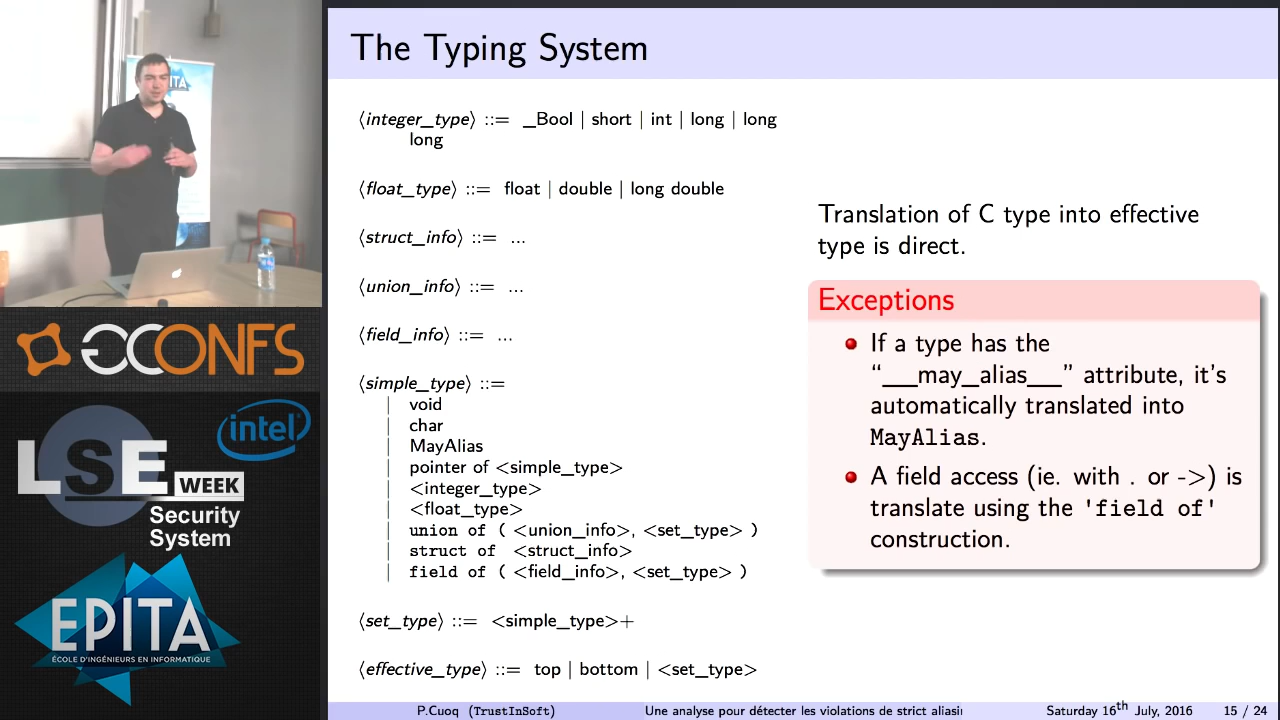 The Typing System
⟨integer_type⟩ ::= _Bool | short | int | long | long
long
⟨float_type⟩ ::= float | double | long double
⟨struct_info⟩ ::= ...
⟨union_info⟩ ::= ...
⟨field_info⟩ ::= ...
⟨simple_type⟩ ::=
| void
| char
| MayAlias
| pointer of <simple_type>
| <integer_type>
| <float_type>
| union of ( <union_info>, <set_type> )
| struct of <struct_info>
| field of ( <field_info>, <set_type> )
⟨set_type⟩ ::= <simple_type>+
⟨effective_type⟩ ::= top | bottom | <set_type>
Translation of C type into effective
type is direct.
Exceptions
If a type has the
“__may_alias__” attribute, it's
automatically translated into
MayAlias.
A field access (ie. with . or ->) is
translate using the 'field of'
construction.
P.Cuoq (TrustInSoft) Une analyse pour détecter les violations de strict aliasin Saturday 16th July, 2016 15 / 24
ITA
GCONFS
LSE
WEEK
Security
System
intel
EPITA
ÉCOLE D'INGÉNIEURS EN INFORMATIQUE